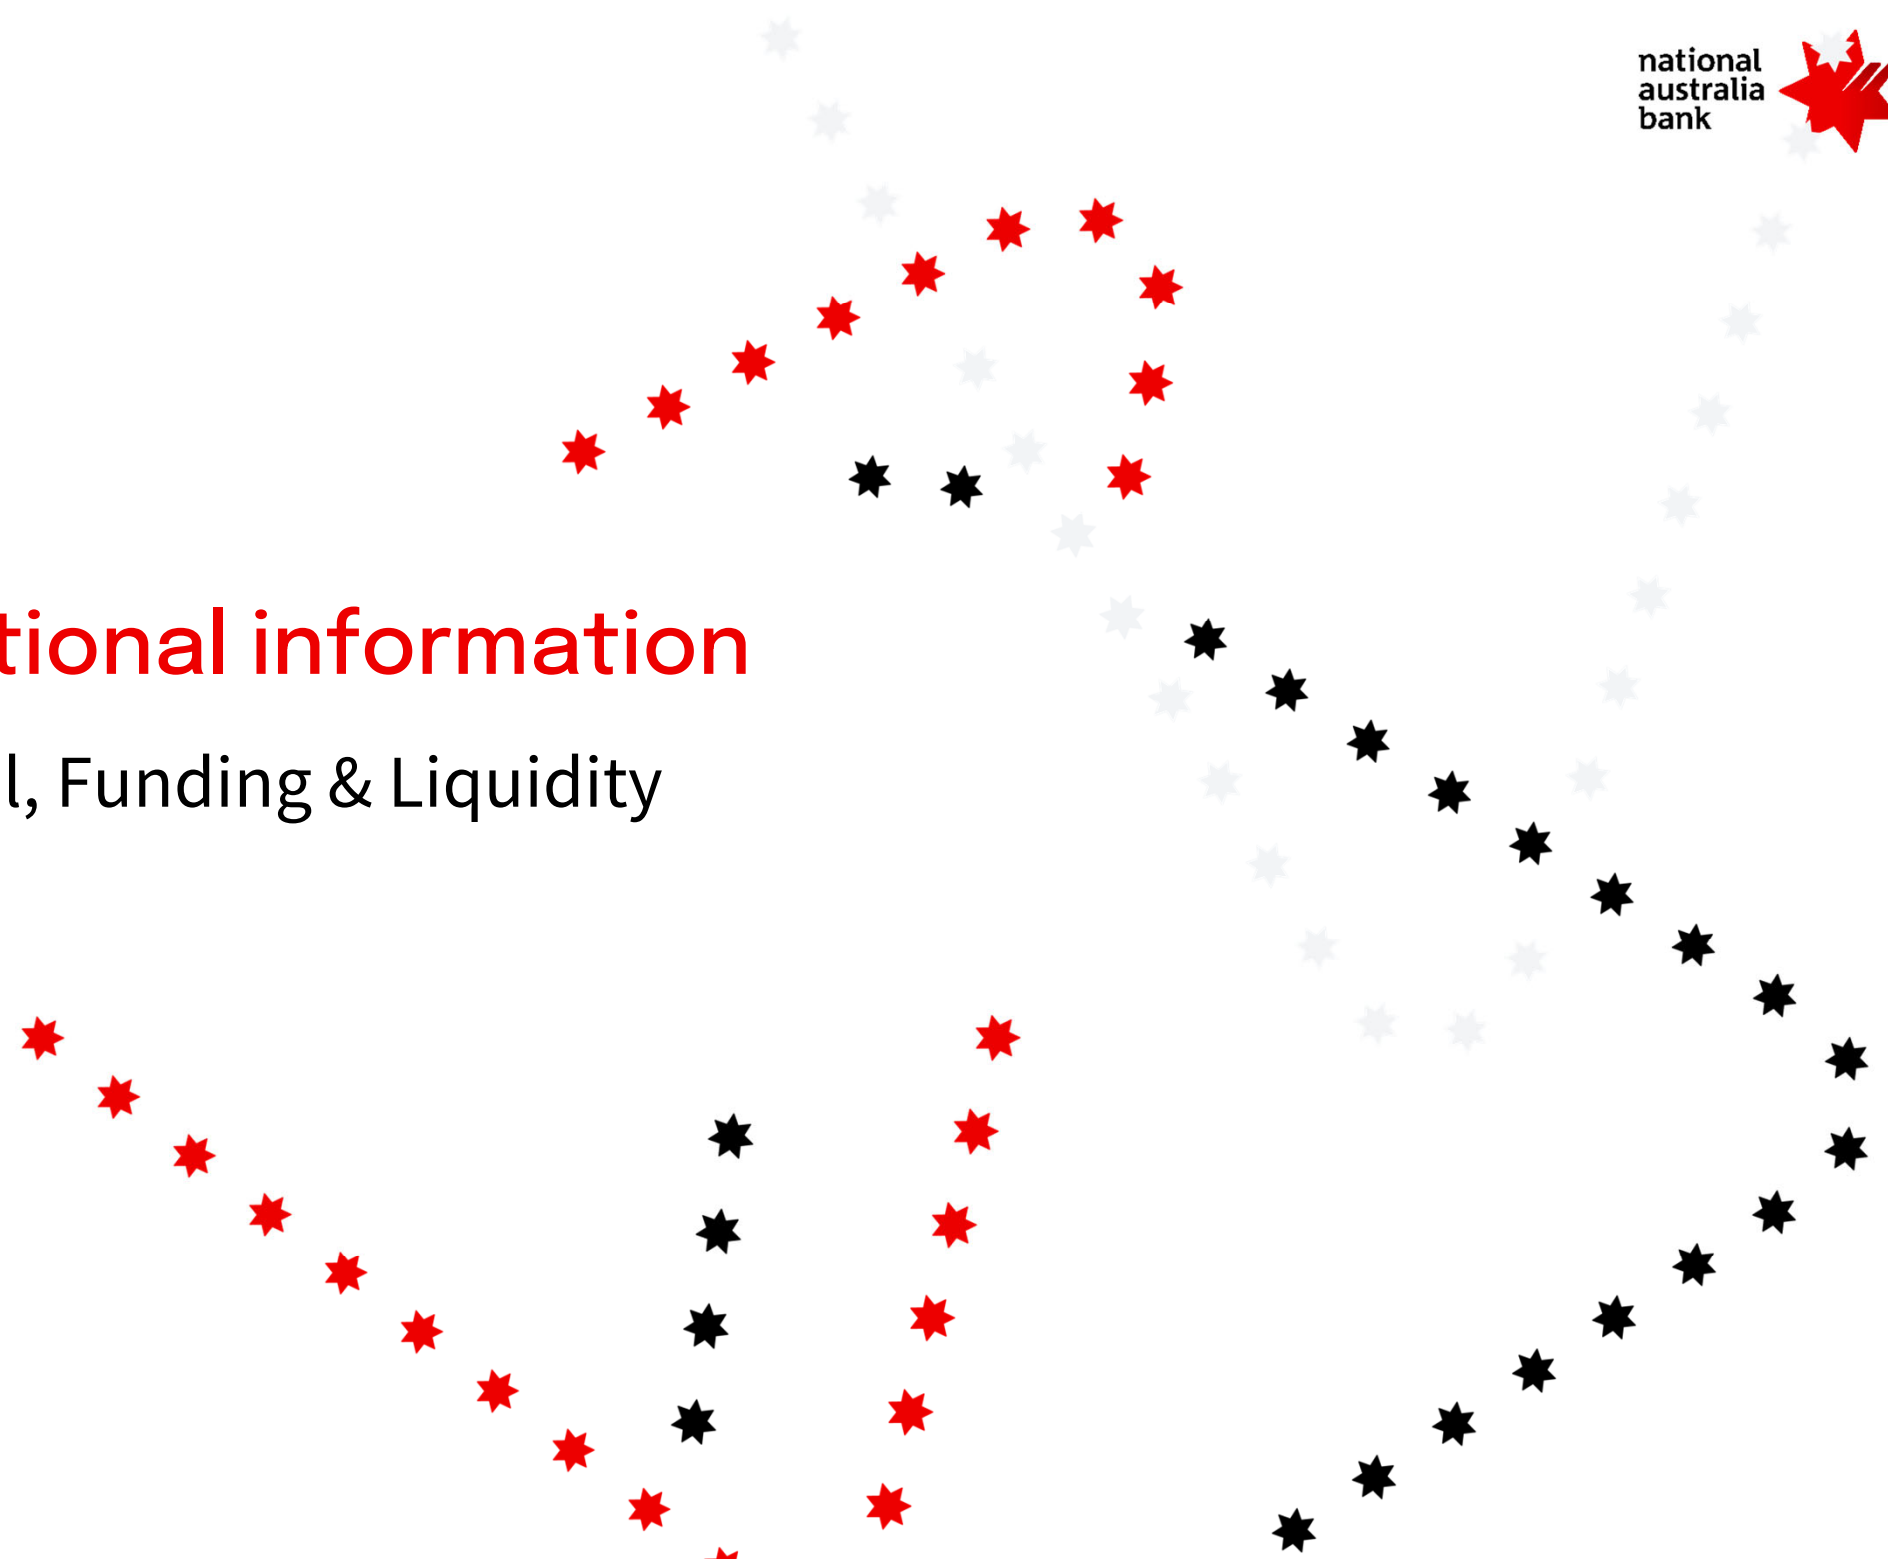 national
australia
bank
tional information
l, Funding & Liquidity